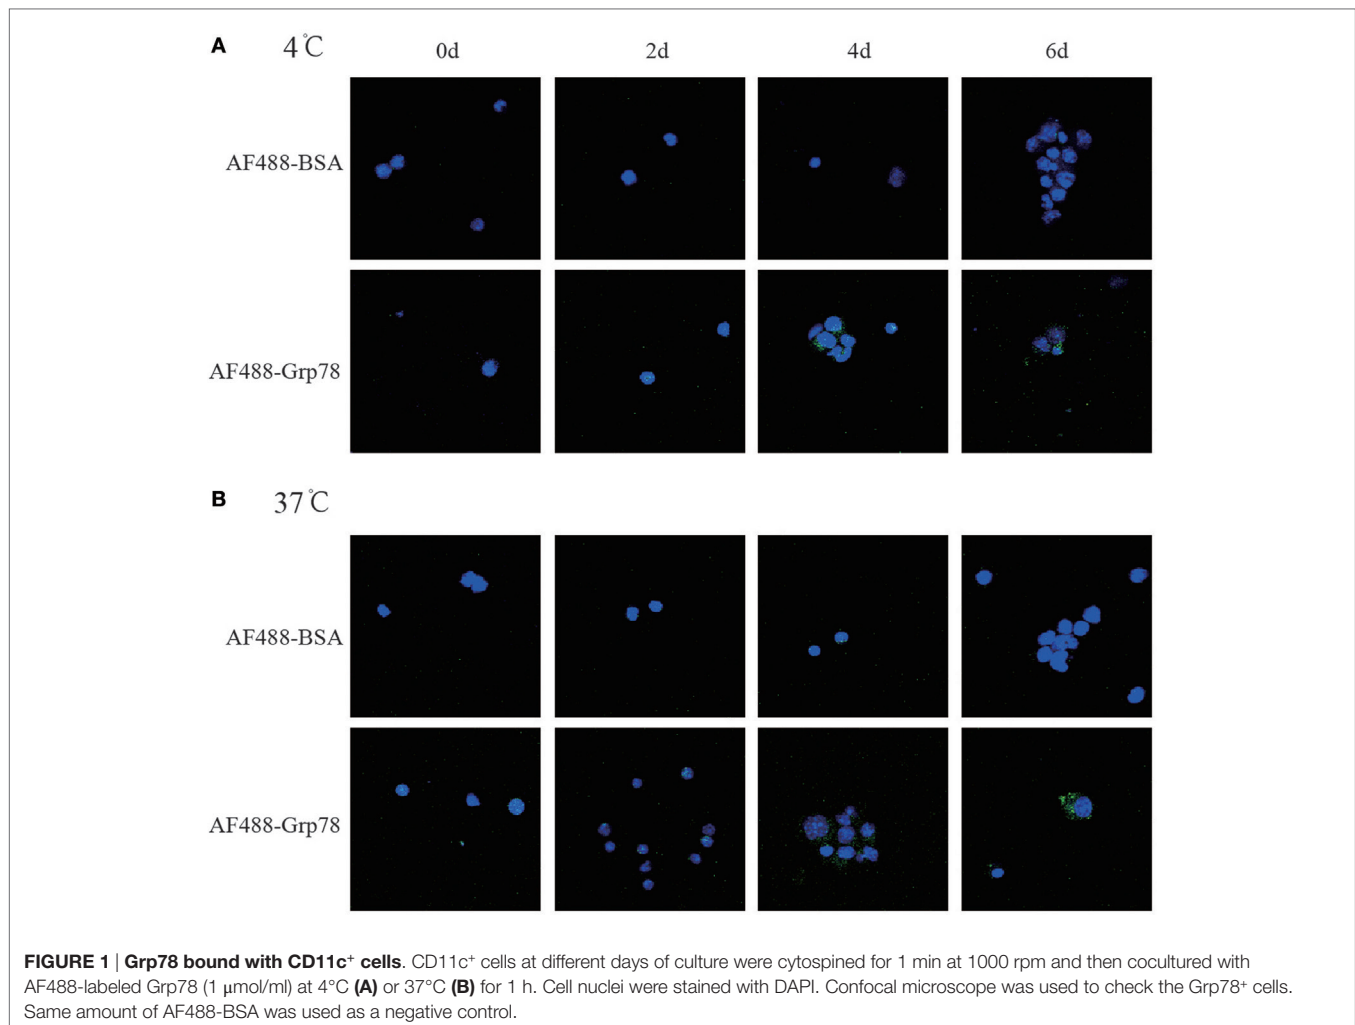 A 4℃ 0d 2d 4d 6d
AF488-BSA
AF488-Grp78
B 37℃
AF488-BSA
AF488-Grp78
FIGURE 1 | Grp78 bound with CD11c⁺ cells. CD11c⁺ cells at different days of culture were cytospined for 1 min at 1000 rpm and then cocultured with
AF488-labeled Grp78 (1 μmol/ml) at 4°C (A) or 37°C (B) for 1 h. Cell nuclei were stained with DAPI. Confocal microscope was used to check the Grp78⁺ cells.
Same amount of AF488-BSA was used as a negative control.